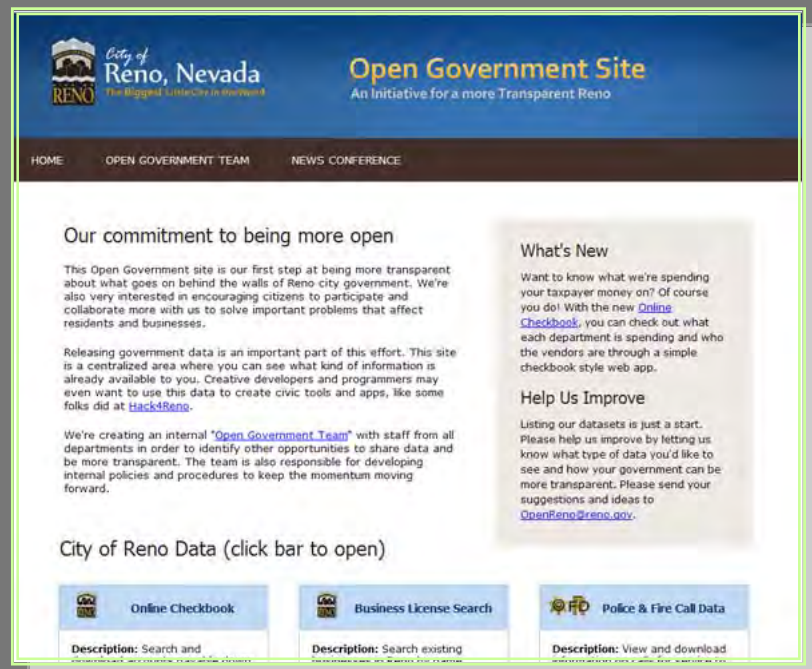 City of
Reno, Nevada
The Biggest Little City in the World
RENO
Open Government Site
An Initiative for a more Transparent Reno
HOME OPEN GOVERNMENT TEAM NEWS CONFERENCE
Our commitment to being more open
This Open Government site is our first step at being more transparent
about what goes on behind the walls of Reno city government. We're
also very interested in encouraging citizens to participate and
collaborate more with us to solve important problems that affect
residents and businesses.
Releasing government data is an important part of this effort. This site
is a centralized area where you can see what kind of information is
already available to you. Creative developers and programmers may
even want to use this data to create civic tools and apps, like some
folks did at Hack4Reno.
We're creating an internal "Open Government Team" with staff from all
departments in order to identify other opportunities to share data and
be more transparent. The team is also responsible for developing
internal policies and procedures to keep the momentum moving
forward.
What's New
Want to know what we're spending
your taxpayer money on? Of course
you do! With the new Online
Checkbook, you can check out what
each department is spending and who
the vendors are through a simple
checkbook style web app.
Help Us Improve
Listing our datasets is just a start.
Please help us improve by letting us
know what type of data you'd like to
see and how your government can be
more transparent. Please send your
suggestions and ideas to
OpenReno@reno.gov.
City of Reno Data (click bar to open)
Online Checkbook
Description: Search and
Business License Search
Description: Search existing
Police & Fire Call Data
Description: View and download